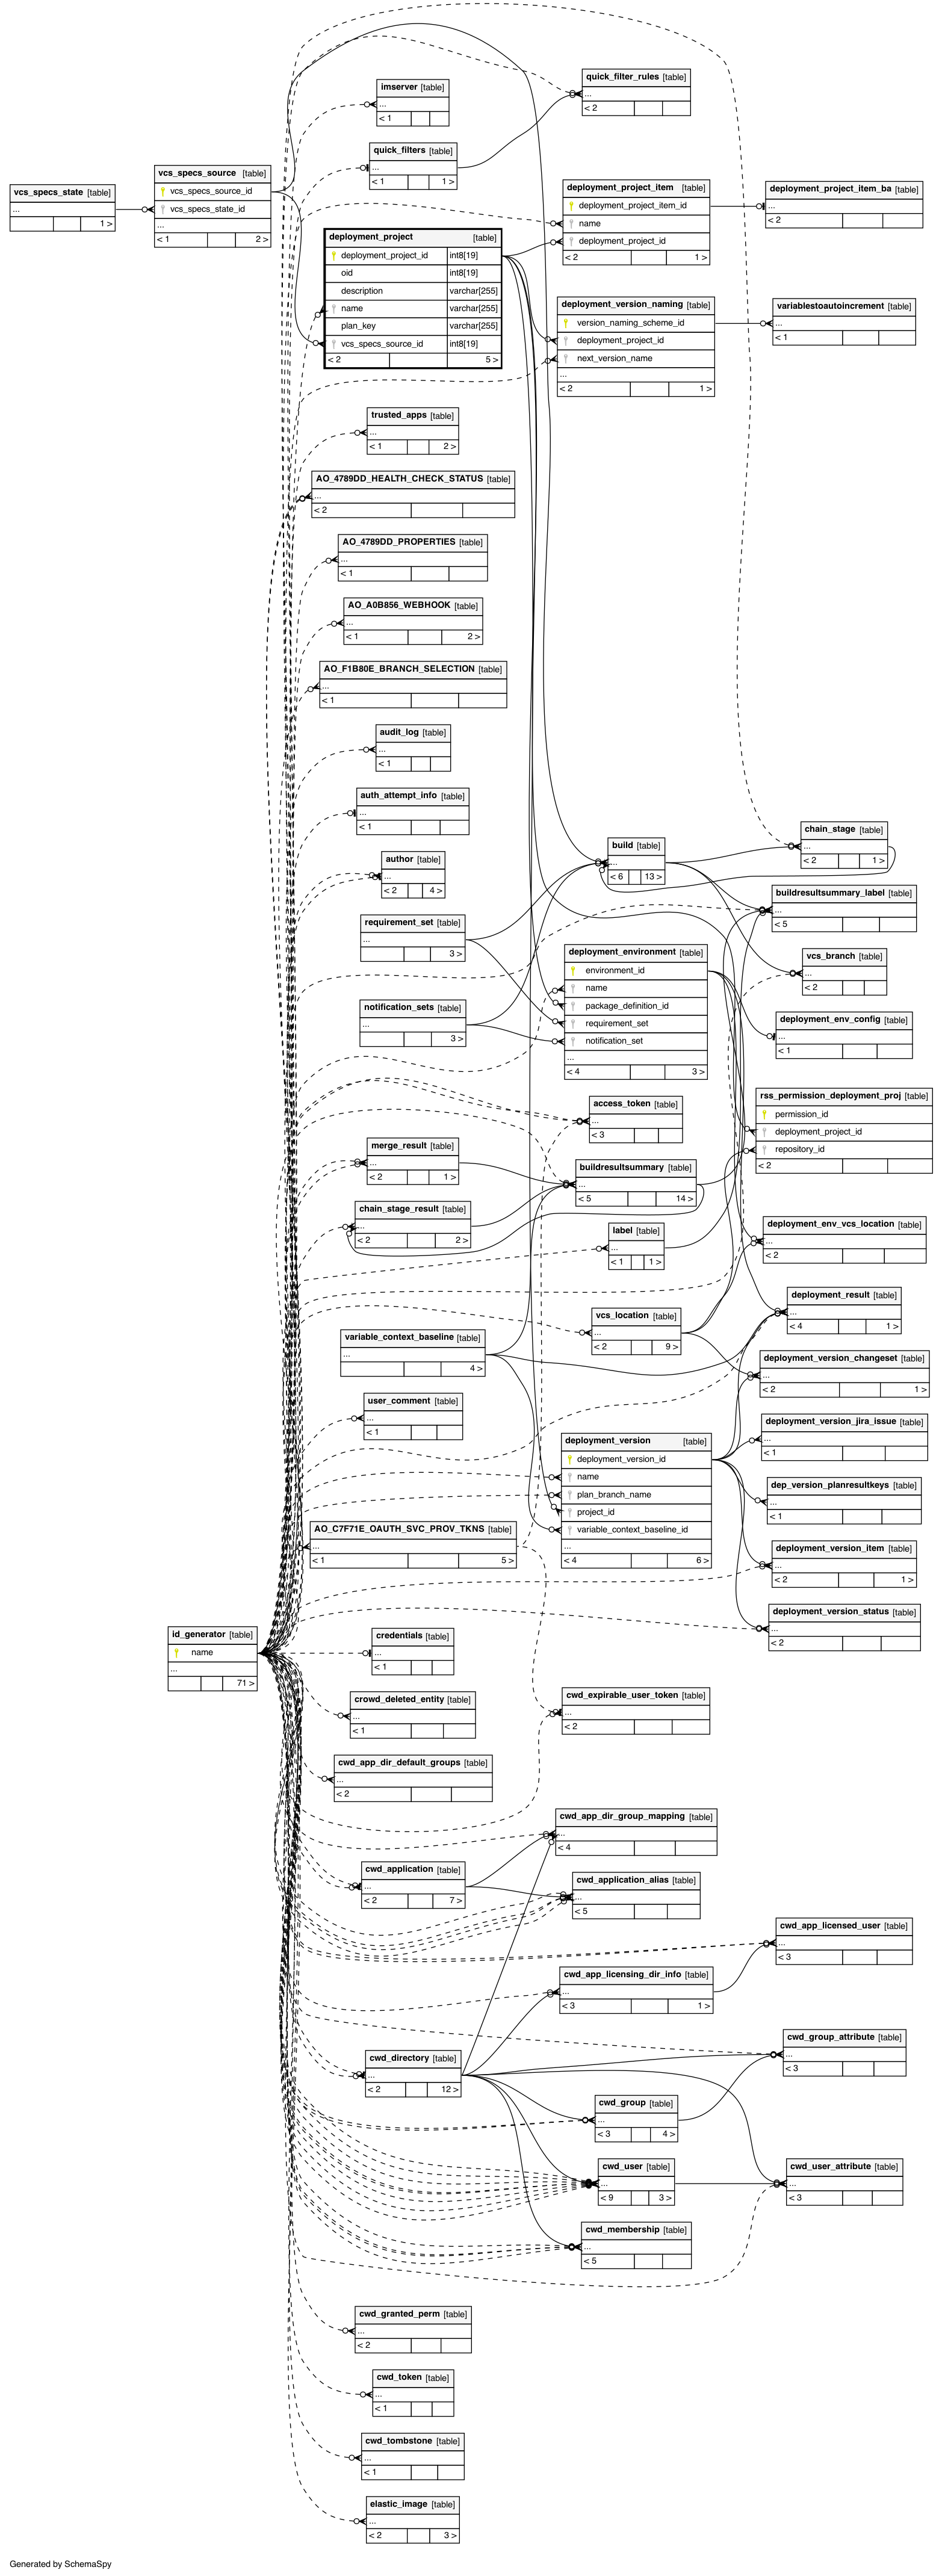 imserver [table]
...
< 1
quick_filter_rules [table]
...
< 2
quick_filters [table]
...
< 1 1 >
vcs_specs_state [table]
...
1 >
vcs_specs_source [table]
vcs_specs_source_id
vcs_specs_state_id
...
< 1 2 >
deployment_project_item [table]
deployment_project_item_id
name
deployment_project_id
< 2 1 >
deployment_project_item_ba [table]
...
< 2
deployment_project [table]
deployment_project_id int8[19]
oid int8[19]
description varchar[255]
name varchar[255]
plan_key varchar[255]
vcs_specs_source_id int8[19]
< 2 5 >
deployment_version_naming [table]
version_naming_scheme_id
deployment_project_id
next_version_name
...
< 2 1 >
variablestoautoincrement [table]
...
< 1
trusted_apps [table]
...
< 1 2 >
AO_4789DD_HEALTH_CHECK_STATUS [table]
...
< 2
AO_4789DD_PROPERTIES [table]
...
< 1
AO_A0B856_WEBHOOK [table]
...
< 1 2 >
AO_F1B80E_BRANCH_SELECTION [table]
...
< 1
audit_log [table]
...
< 1
auth_attempt_info [table]
...
< 1
author [table]
...
< 2 4 >
build [table]
...
< 6 13 >
chain_stage [table]
...
< 2 1 >
buildresultsummary_label [table]
...
< 5
requirement_set [table]
...
3 >
deployment_environment [table]
environment_id
name
package_definition_id
requirement_set
notification_set
...
< 4 3 >
vcs_branch [table]
...
< 2
notification_sets [table]
...
3 >
deployment_env_config [table]
...
< 1
access_token [table]
...
< 3
rss_permission_deployment_proj [table]
permission_id
deployment_project_id
repository_id
< 2
merge_result [table]
...
< 2 1 >
buildresultsummary [table]
...
< 5 14 >
chain_stage_result [table]
...
< 2 2 >
label [table]
...
< 1 1 >
deployment_env_vcs_location [table]
...
< 2
deployment_result [table]
...
< 4 1 >
vcs_location [table]
...
< 2 9 >
variable_context_baseline [table]
...
4 >
deployment_version_changeset [table]
...
< 2 1 >
user_comment [table]
...
< 1
deployment_version_jira_issue [table]
...
< 1
deployment_version [table]
deployment_version_id
name
plan_branch_name
project_id
variable_context_baseline_id
...
< 4 6 >
dep_version_planresultkeys [table]
...
< 1
AO_C7F71E_OAUTH_SVC_PROV_TKNS [table]
...
< 1 5 >
deployment_version_item [table]
...
< 2 1 >
deployment_version_status [table]
...
< 2
id_generator [table]
name
...
71 >
credentials [table]
...
< 1
crowd_deleted_entity [table]
...
< 1
cwd_expirable_user_token [table]
...
< 2
cwd_app_dir_default_groups [table]
...
< 2
cwd_app_dir_group_mapping [table]
...
< 4
cwd_application [table]
...
< 2 7 >
cwd_application_alias [table]
...
< 5
cwd_app_licensed_user [table]
...
< 3
cwd_app_licensing_dir_info [table]
...
< 3 1 >
cwd_group_attribute [table]
...
< 3
cwd_directory [table]
...
< 2 12 >
cwd_group [table]
...
< 3 4 >
cwd_user [table]
...
< 9 3 >
cwd_user_attribute [table]
...
< 3
cwd_membership [table]
...
< 5
cwd_granted_perm [table]
...
< 2
cwd_token [table]
...
< 1
cwd_tombstone [table]
...
< 1
elastic_image [table]
...
< 2 3 >
Generated by SchemaSpy